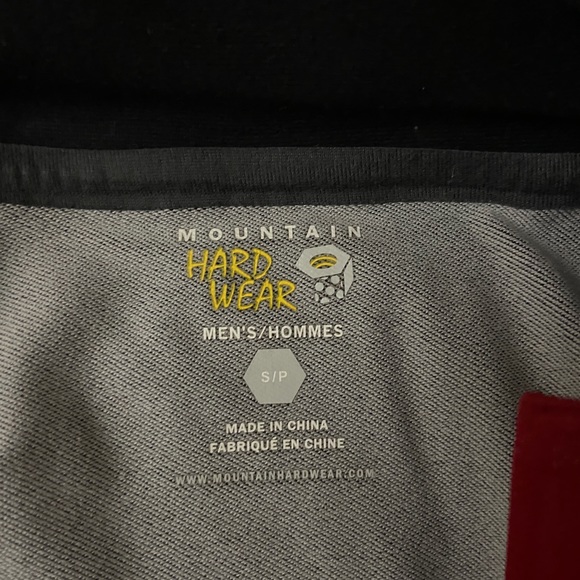 MOUNTAIN
HARD
WEAR
MEN'S/HOMMES
S/P
MADE IN CHINA
FABRIQUÉ EN CHINE
WWW.MOUNTAINHARDWEAR.COM